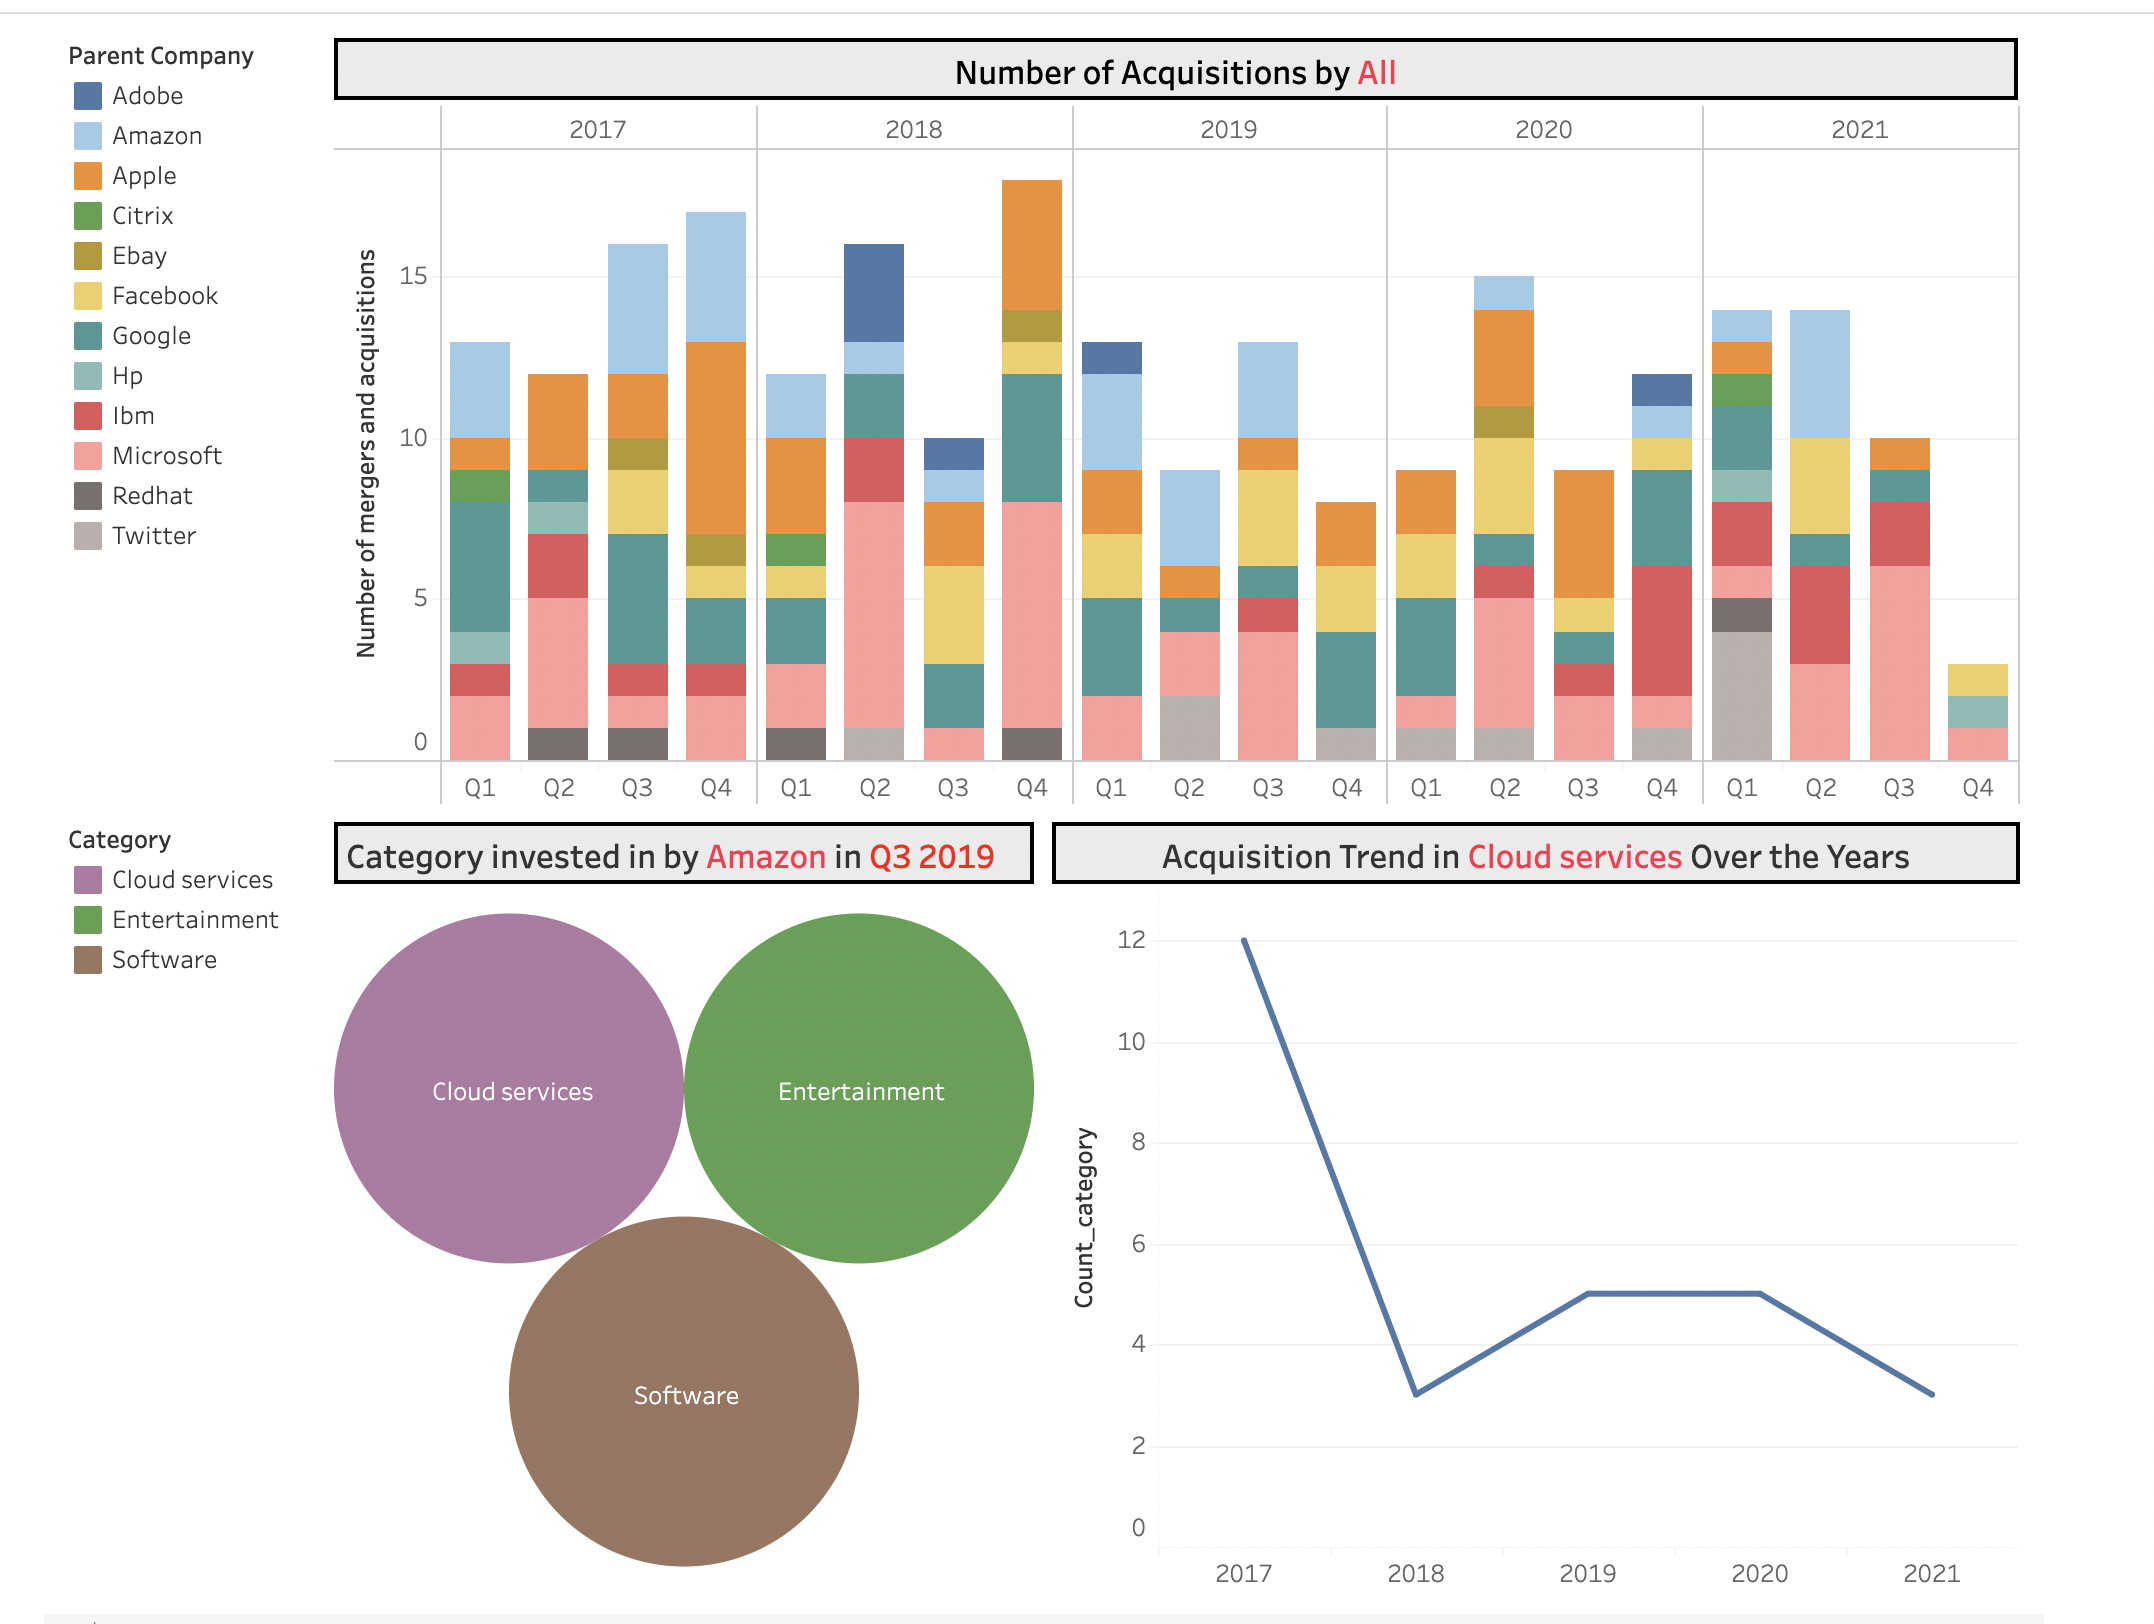 Parent Company
Adobe
Amazon
Apple
Citrix
Ebay
Facebook
Google
Hp
Ibm
Microsoft
Redhat
Twitter
Number of Acquisitions by All
2017 2018 2019 2020 2021
Number of mergers and acquisitions
15
10
5
0
Q1 Q2 Q3 Q4 Q1 Q2 Q3 Q4 Q1 Q2 Q3 Q4 Q1 Q2 Q3 Q4 Q1 Q2 Q3 Q4
Category
Cloud services
Entertainment
Software
Category invested in by Amazon in Q3 2019
Cloud services
Entertainment
Software
Acquisition Trend in Cloud services Over the Years
Count_category
12
10
8
6
4
2
0
2017 2018 2019 2020 2021